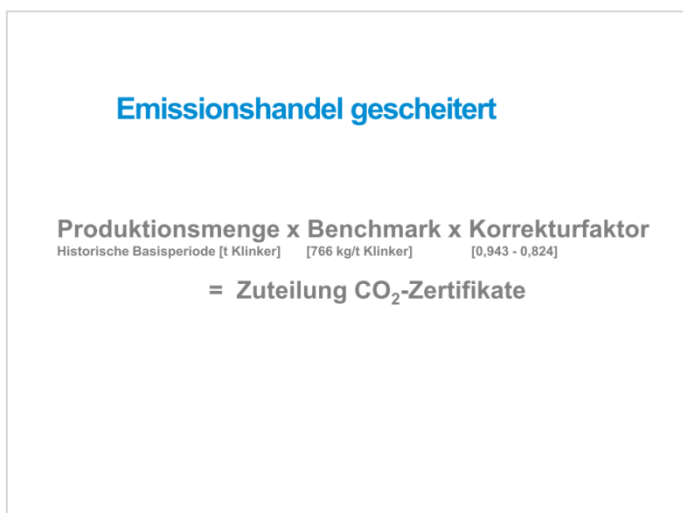 Emissionshandel gescheitert
Produktionsmenge x Benchmark x Korrekturfaktor
Historische Basisperiode [t Klinker] [766 kg/t Klinker] [0,943 - 0,824]
= Zuteilung CO₂-Zertifikate